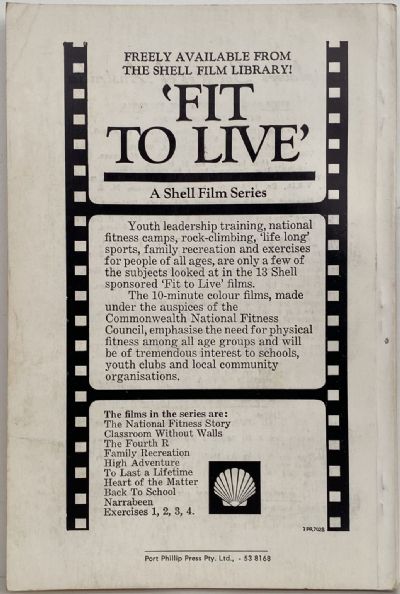 FREELY AVAILABLE FROM
THE SHELL FILM LIBRARY!
‘FIT
TO LIVE’
A Shell Film Series
Youth leadership training, national
fitness camps, rock-climbing, ‘life long’
sports, family recreation and exercises
for people of all ages, are only a few of
the subjects looked at in the 13 Shell
sponsored ‘Fit to Live’ films.
The 10-minute colour films, made
under the auspices of the
Commonwealth National Fitness
Council, emphasise the need for physical
fitness among all age groups and will
be of tremendous interest to schools,
youth clubs and local community
organisations.
The films in the series are:
The National Fitness Story
Classroom Without Walls
The Fourth R
Family Recreation
High Adventure
To Last a Lifetime
Heart of the Matter
Back To School
Narrabeen
Exercises 1, 2, 3, 4.
Port Phillip Press Pty. Ltd., - 53 8168